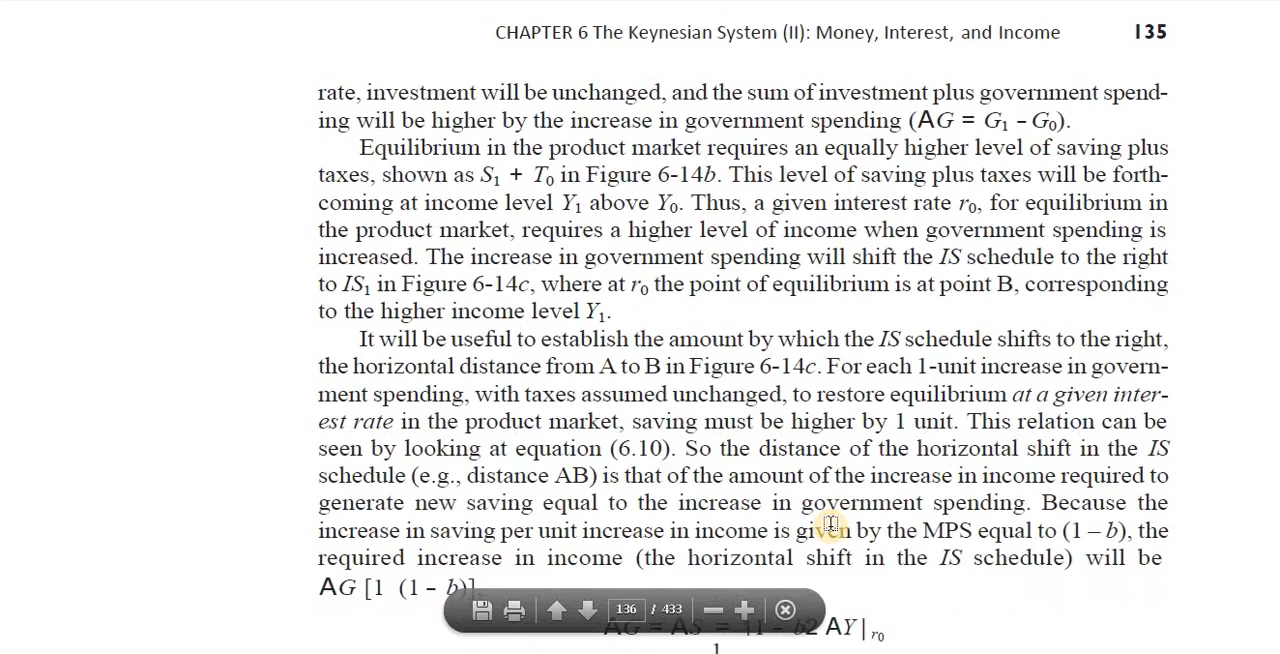 CHAPTER 6 The Keynesian System (II): Money, Interest, and Income 135
rate, investment will be unchanged, and the sum of investment plus government spend-
ing will be higher by the increase in government spending (AG = G₁ - G₀).
Equilibrium in the product market requires an equally higher level of saving plus
taxes, shown as S₁ + T₀ in Figure 6-14b. This level of saving plus taxes will be forth-
coming at income level Y₁ above Y₀. Thus, a given interest rate r₀, for equilibrium in
the product market, requires a higher level of income when government spending is
increased. The increase in government spending will shift the IS schedule to the right
to IS₁ in Figure 6-14c, where at r₀ the point of equilibrium is at point B, corresponding
to the higher income level Y₁.
It will be useful to establish the amount by which the IS schedule shifts to the right,
the horizontal distance from A to B in Figure 6-14c. For each 1-unit increase in govern-
ment spending, with taxes assumed unchanged, to restore equilibrium at a given inter-
est rate in the product market, saving must be higher by 1 unit. This relation can be
seen by looking at equation (6.10). So the distance of the horizontal shift in the IS
schedule (e.g., distance AB) is that of the amount of the increase in income required to
generate new saving equal to the increase in government spending. Because the
increase in saving per unit increase in income is given by the MPS equal to (1 – b), the
required increase in income (the horizontal shift in the IS schedule) will be
AG [1 (1 - b)]
136 / 433
AG = AS = 11 - b2 AY|r₀
1